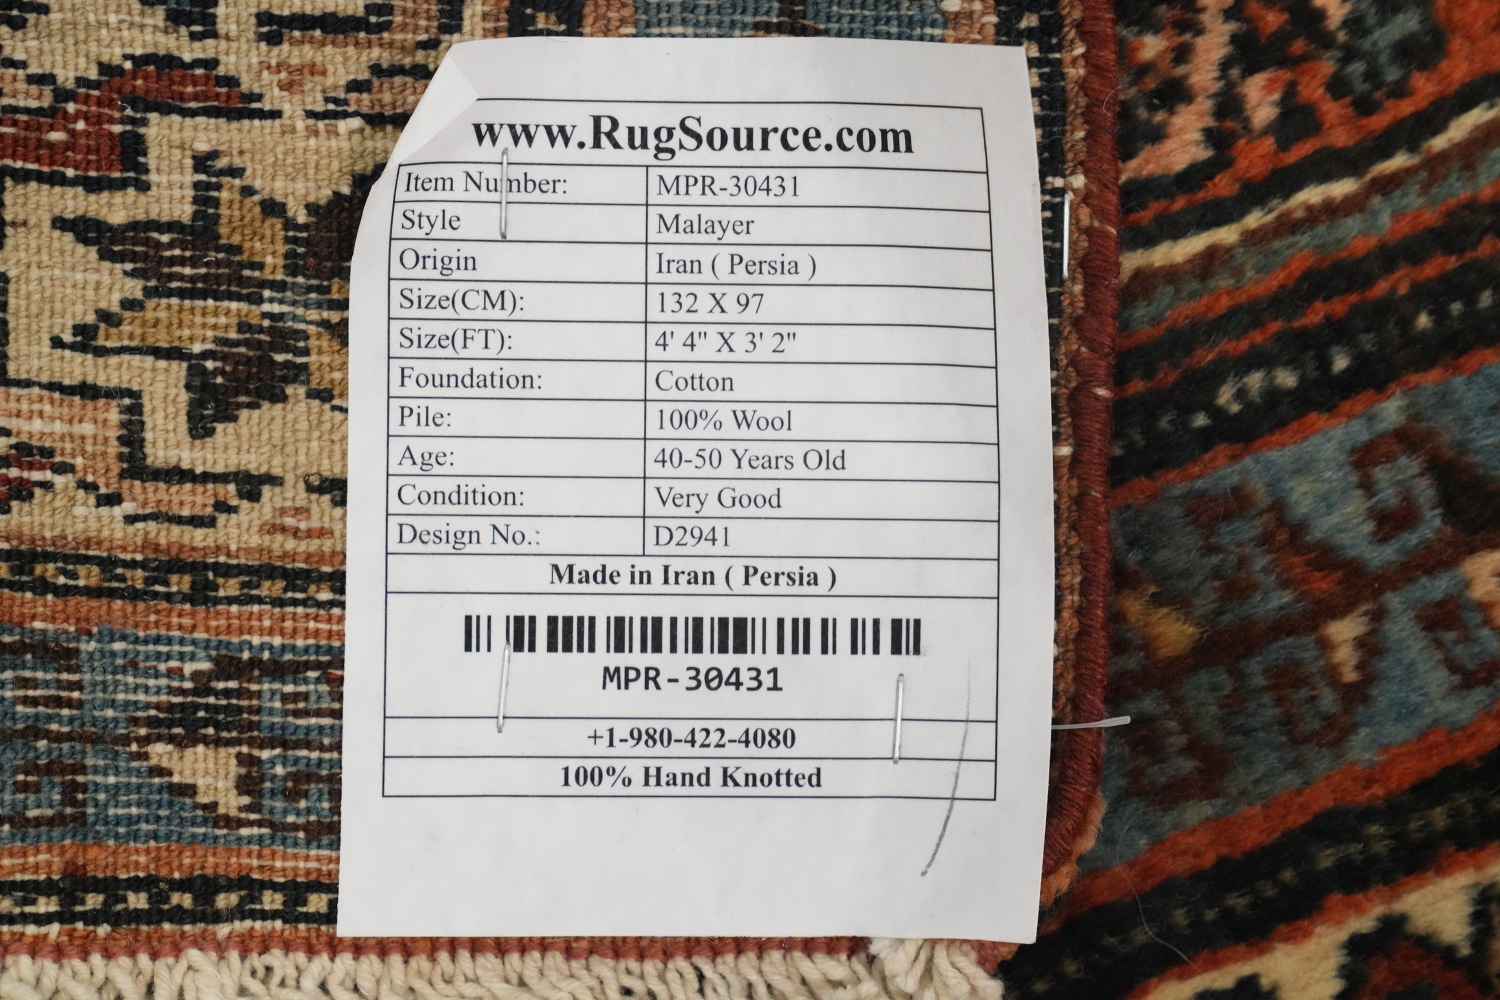 www.RugSource.com
Item Number: MPR-30431
Style Malayer
Origin Iran ( Persia )
Size(CM): 132 X 97
Size(FT): 4' 4" X 3' 2"
Foundation: Cotton
Pile: 100% Wool
Age: 40-50 Years Old
Condition: Very Good
Design No.: D2941
Made in Iran ( Persia )
MPR-30431
+1-980-422-4080
100% Hand Knotted